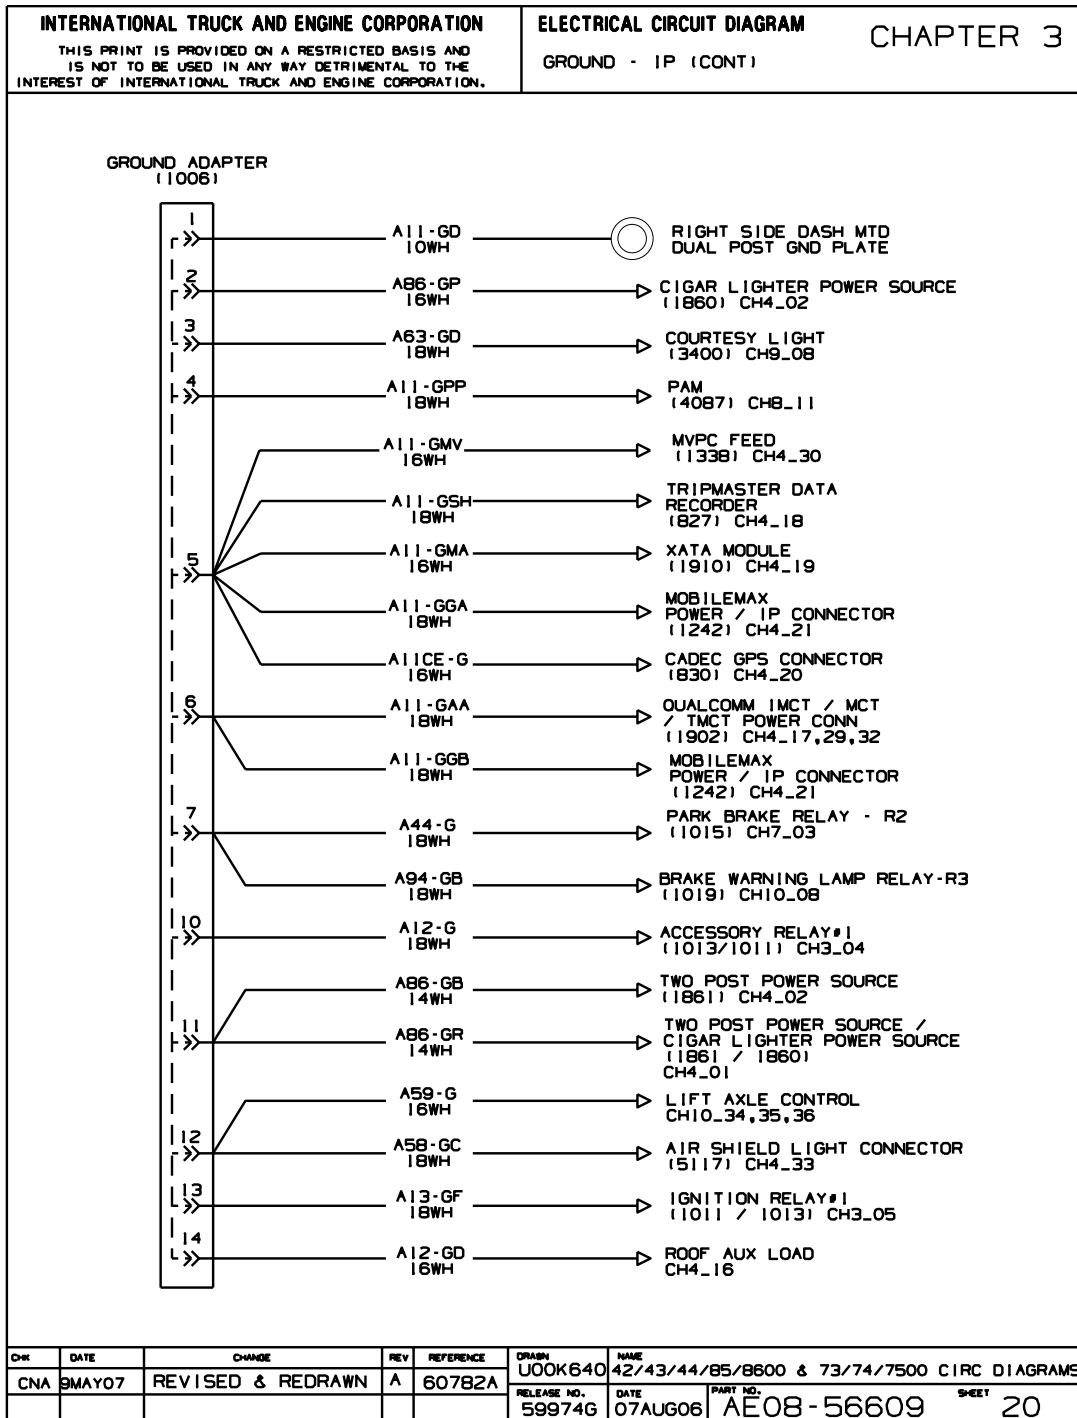 INTERNATIONAL TRUCK AND ENGINE CORPORATION
THIS PRINT IS PROVIDED ON A RESTRICTED BASIS AND
IS NOT TO BE USED IN ANY WAY DETRIMENTAL TO THE
INTEREST OF INTERNATIONAL TRUCK AND ENGINE CORPORATION.
ELECTRICAL CIRCUIT DIAGRAM
GROUND - IP (CONT)
CHAPTER 3
GROUND ADAPTER
(1006)
1
A11-GD
10WH
RIGHT SIDE DASH MTD
DUAL POST GND PLATE
2
A86-GP
16WH
CIGAR LIGHTER POWER SOURCE
(1860) CH4_02
3
A63-GD
18WH
COURTESY LIGHT
(3400) CH9_08
4
A11-GPP
18WH
PAM
(4087) CH8_11
A11-GMV
16WH
MVPC FEED
(1338) CH4_30
A11-GSH
18WH
TRIPMASTER DATA
RECORDER
(827) CH4_18
5
A11-GMA
16WH
XATA MODULE
(1910) CH4_19
A11-GGA
18WH
MOBILEMAX
POWER / IP CONNECTOR
(1242) CH4_21
A11CE-G
16WH
CADEC GPS CONNECTOR
(830) CH4_20
6
A11-GAA
18WH
QUALCOMM IMCT / MCT
/ TMCT POWER CONN
(1902) CH4_17,29,32
A11-GGB
18WH
MOBILEMAX
POWER / IP CONNECTOR
(1242) CH4_21
7
A44-G
18WH
PARK BRAKE RELAY - R2
(1015) CH7_03
A94-GB
18WH
BRAKE WARNING LAMP RELAY-R3
(1019) CH10_08
10
A12-G
18WH
ACCESSORY RELAY#1
(1013/1011) CH3_04
A86-GB
14WH
TWO POST POWER SOURCE
(1861) CH4_02
11
A86-GR
14WH
TWO POST POWER SOURCE /
CIGAR LIGHTER POWER SOURCE
(1861 / 1860)
CH4_01
A59-G
16WH
LIFT AXLE CONTROL
CH10_34,35,36
12
A58-GC
18WH
AIR SHIELD LIGHT CONNECTOR
(5117) CH4_33
13
A13-GF
18WH
IGNITION RELAY#1
(1011 / 1013) CH3_05
14
A12-GD
16WH
ROOF AUX LOAD
CH4_16
CHK DATE CHANGE REV REFERENCE
CNA 9MAY07 REVISED & REDRAWN A 60782A
DRAWN
U00K640
NAME
42/43/44/85/8600 & 73/74/7500 CIRC DIAGRAMS
RELEASE NO.
59974G
DATE
07AUG06
PART NO.
AE08-56609
SHEET
20